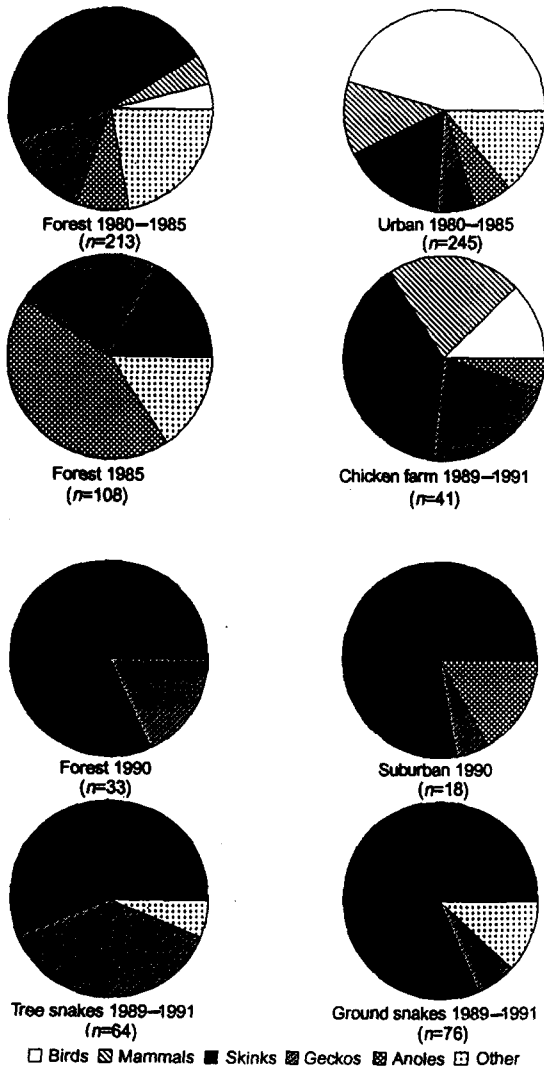 Forest 1980–1985
(n=213)
Urban 1980–1985
(n=245)
Forest 1985
(n=108)
Chicken farm 1989–1991
(n=41)
Forest 1990
(n=33)
Suburban 1990
(n=18)
Tree snakes 1989–1991
(n=64)
Ground snakes 1989–1991
(n=76)
Birds Mammals Skinks Geckos Anoles Other